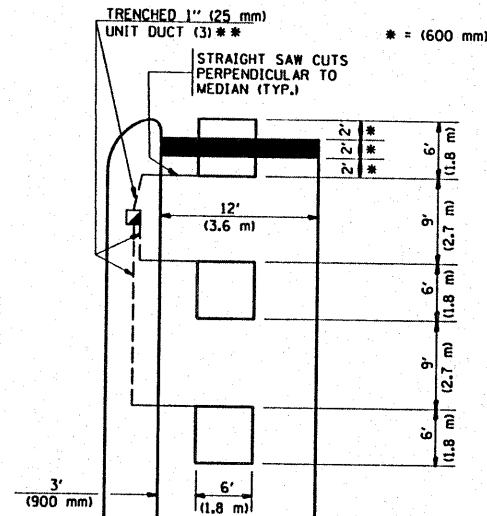 TRENCHED 1'' (25 mm)
UNIT DUCT (3)**
* = (600 mm)
STRAIGHT SAW CUTS
PERPENDICULAR TO
MEDIAN (TYP.)
2' *
2' *
2' *
6'
(1.8 m)
12'
(3.6 m)
9'
(2.7 m)
6'
(1.8 m)
9'
(2.7 m)
6'
(1.8 m)
3'
(900 mm)
6'
(1.8 m)